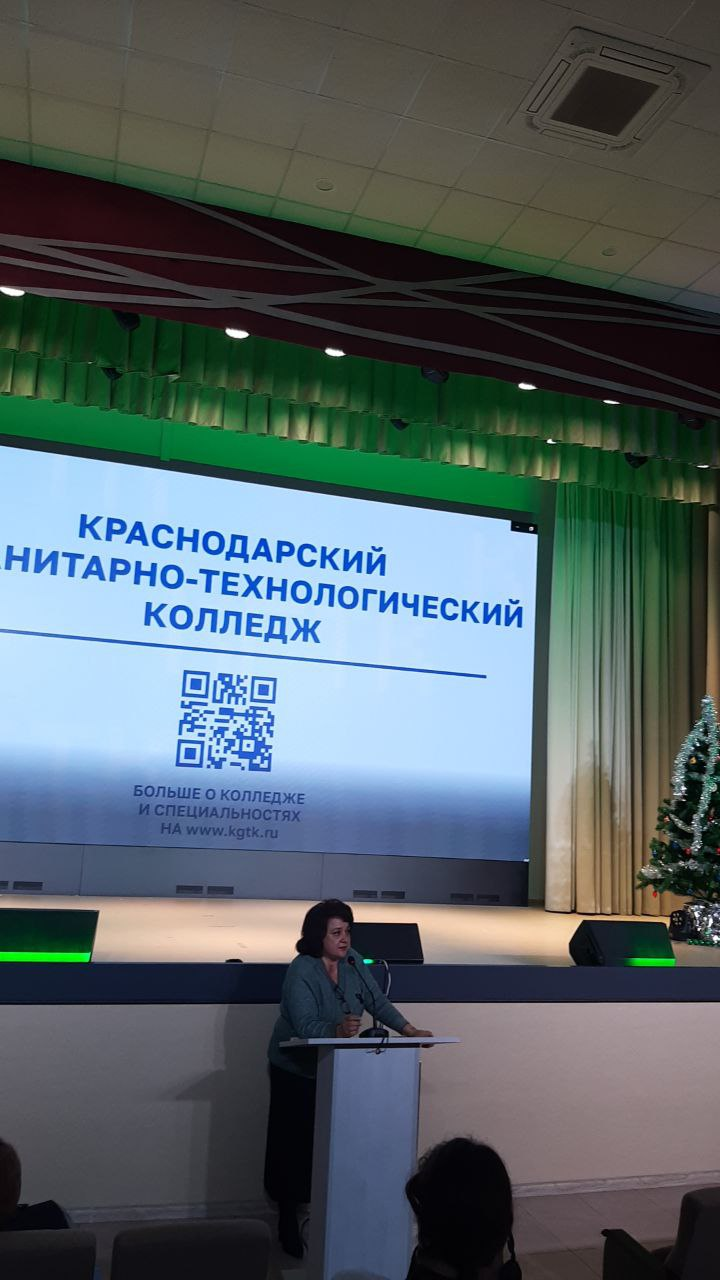 КРАСНОДАРСКИЙ
АНИТАРНО-ТЕХНОЛОГИЧЕСКИЙ
КОЛЛЕДЖ
БОЛЬШЕ О КОЛЛЕДЖЕ
И СПЕЦИАЛЬНОСТЯХ
НА www.kgtk.ru